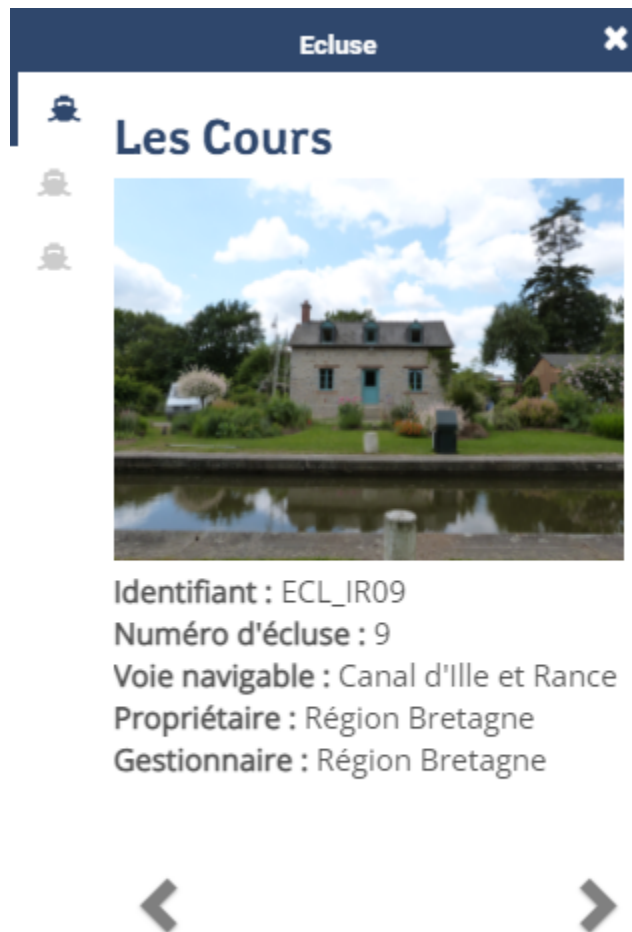 Ecluse
Les Cours
Identifiant : ECL_IR09
Numéro d'écluse : 9
Voie navigable : Canal d'Ille et Rance
Propriétaire : Région Bretagne
Gestionnaire : Région Bretagne